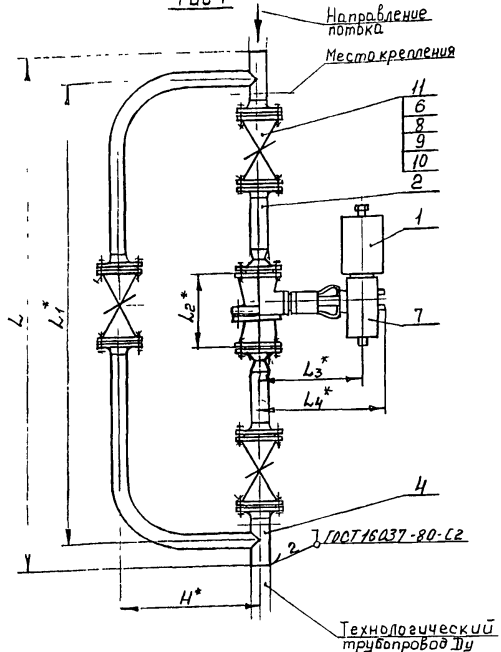 Направление
потока
Место крепления
11
6
8
9
10
2
1
7
L
L1*
L2*
L3*
L4*
4
2
ГОСТ 16037-80-С2
H*
Технологический
трубопровод Dу